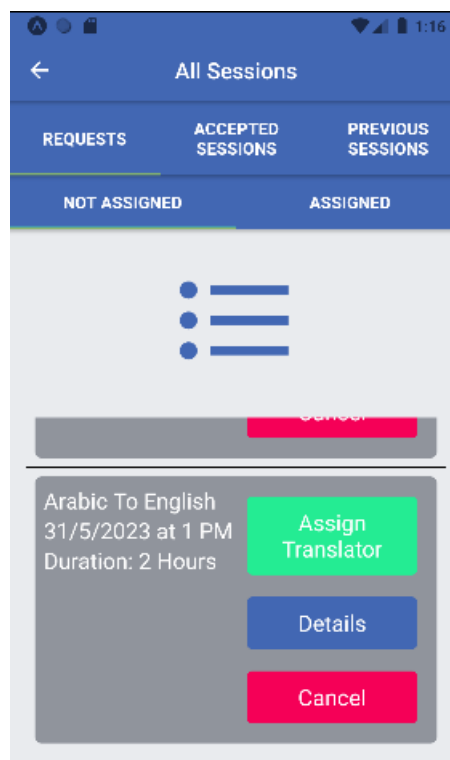 1:16
All Sessions
REQUESTS
ACCEPTED
SESSIONS
PREVIOUS
SESSIONS
NOT ASSIGNED
ASSIGNED
Cancel
Arabic To English
31/5/2023 at 1 PM
Duration: 2 Hours
Assign
Translator
Details
Cancel